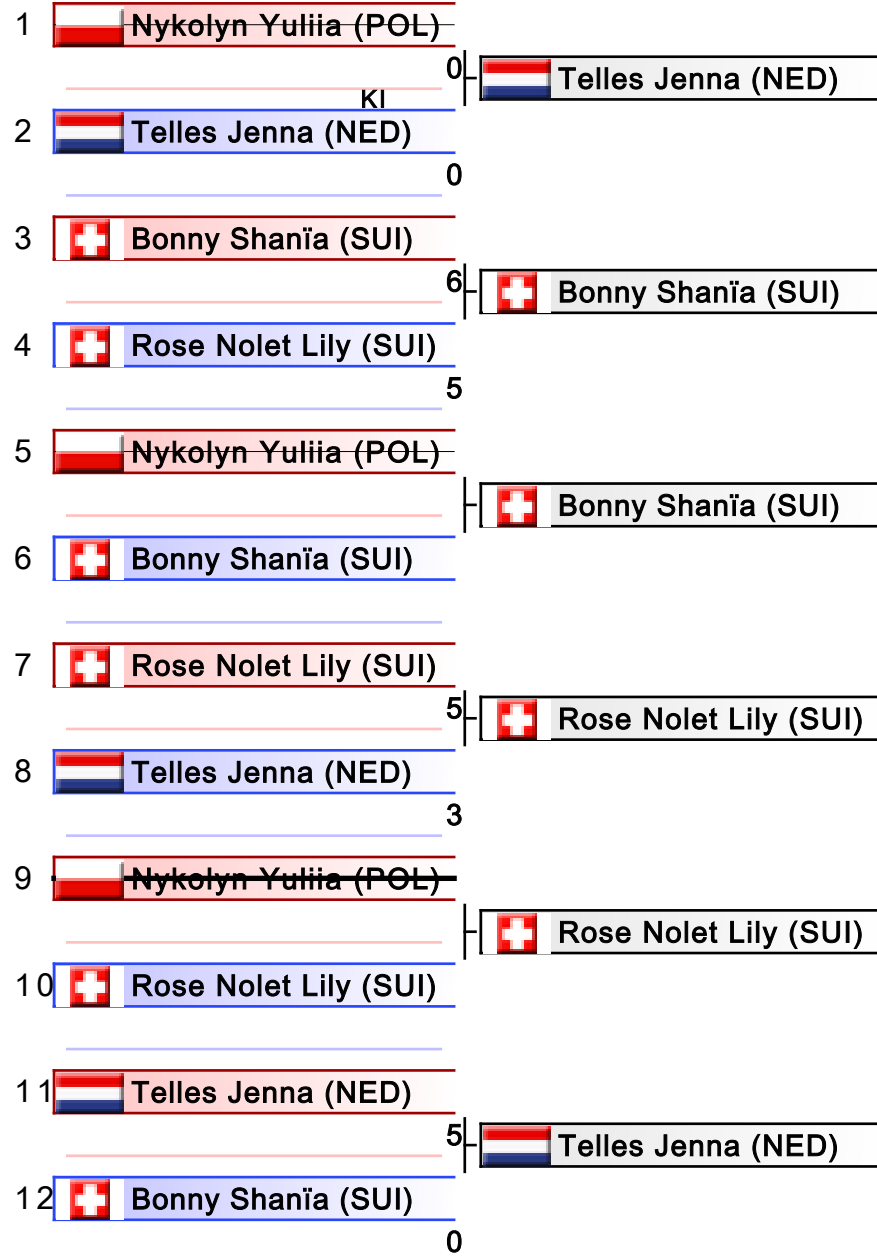 1 Nykolyn Yuliia (POL)
0 Telles Jenna (NED)
KI
2 Telles Jenna (NED)
0
3 Bonny Shanïa (SUI)
6 Bonny Shanïa (SUI)
4 Rose Nolet Lily (SUI)
5
5 Nykolyn Yuliia (POL)
Bonny Shanïa (SUI)
6 Bonny Shanïa (SUI)
7 Rose Nolet Lily (SUI)
5 Rose Nolet Lily (SUI)
8 Telles Jenna (NED)
3
9 Nykolyn Yuliia (POL)
Rose Nolet Lily (SUI)
10 Rose Nolet Lily (SUI)
11 Telles Jenna (NED)
5 Telles Jenna (NED)
12 Bonny Shanïa (SUI)
0